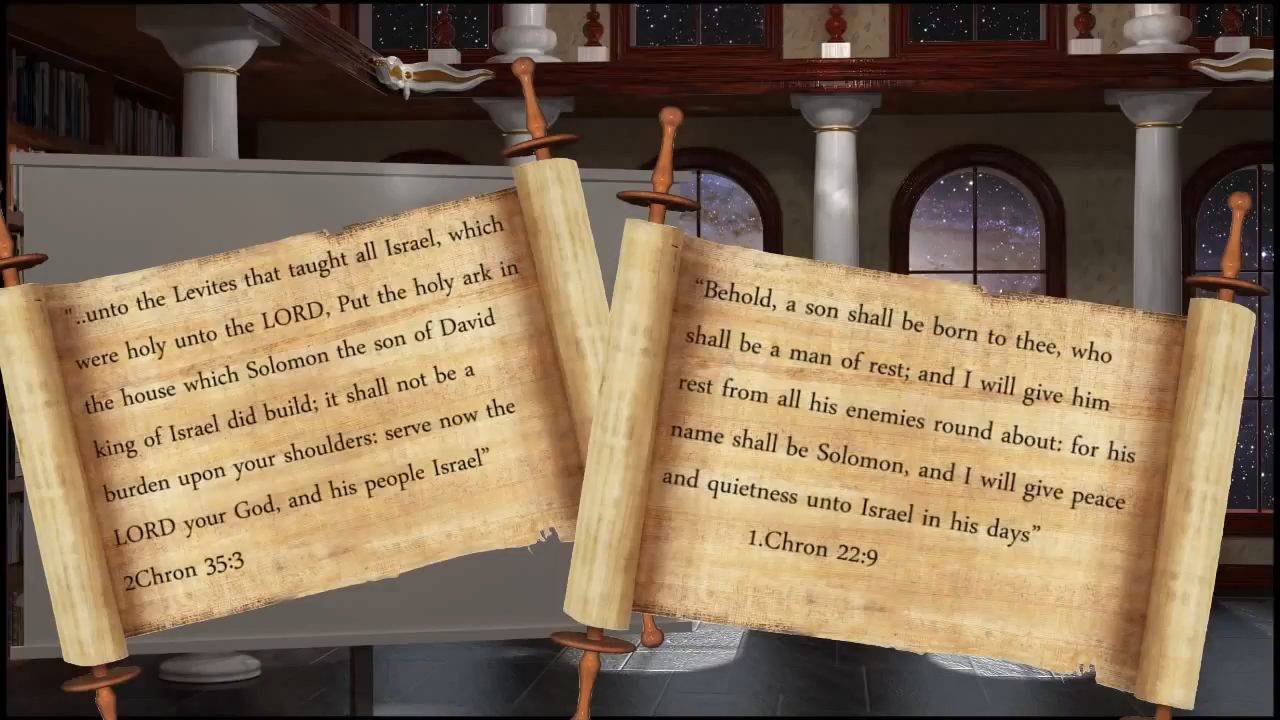 "..unto the Levites that taught all Israel, which
were holy unto the LORD, Put the holy ark in
the house which Solomon the son of David
king of Israel did build; it shall not be a
burden upon your shoulders: serve now the
LORD your God, and his people Israel”
2Chron 35:3
“Behold, a son shall be born to thee, who
shall be a man of rest; and I will give him
rest from all his enemies round about: for his
name shall be Solomon, and I will give peace
and quietness unto Israel in his days”
1.Chron 22:9